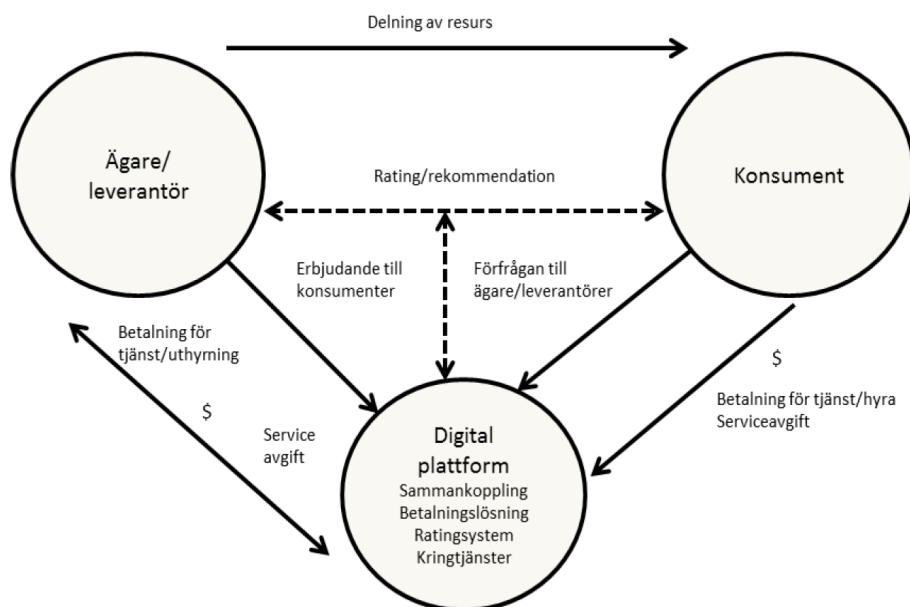 Delning av resurs
Ägare/
leverantör
Rating/rekommendation
Konsument
Erbjudande till
konsumenter
Förfrågan till
ägare/leverantörer
Betalning för
tjänst/uthyrning
$
Service
avgift
$
Betalning för tjänst/hyra
Serviceavgift
Digital
plattform
Sammankoppling
Betalningslösning
Ratingsystem
Kringtjänster